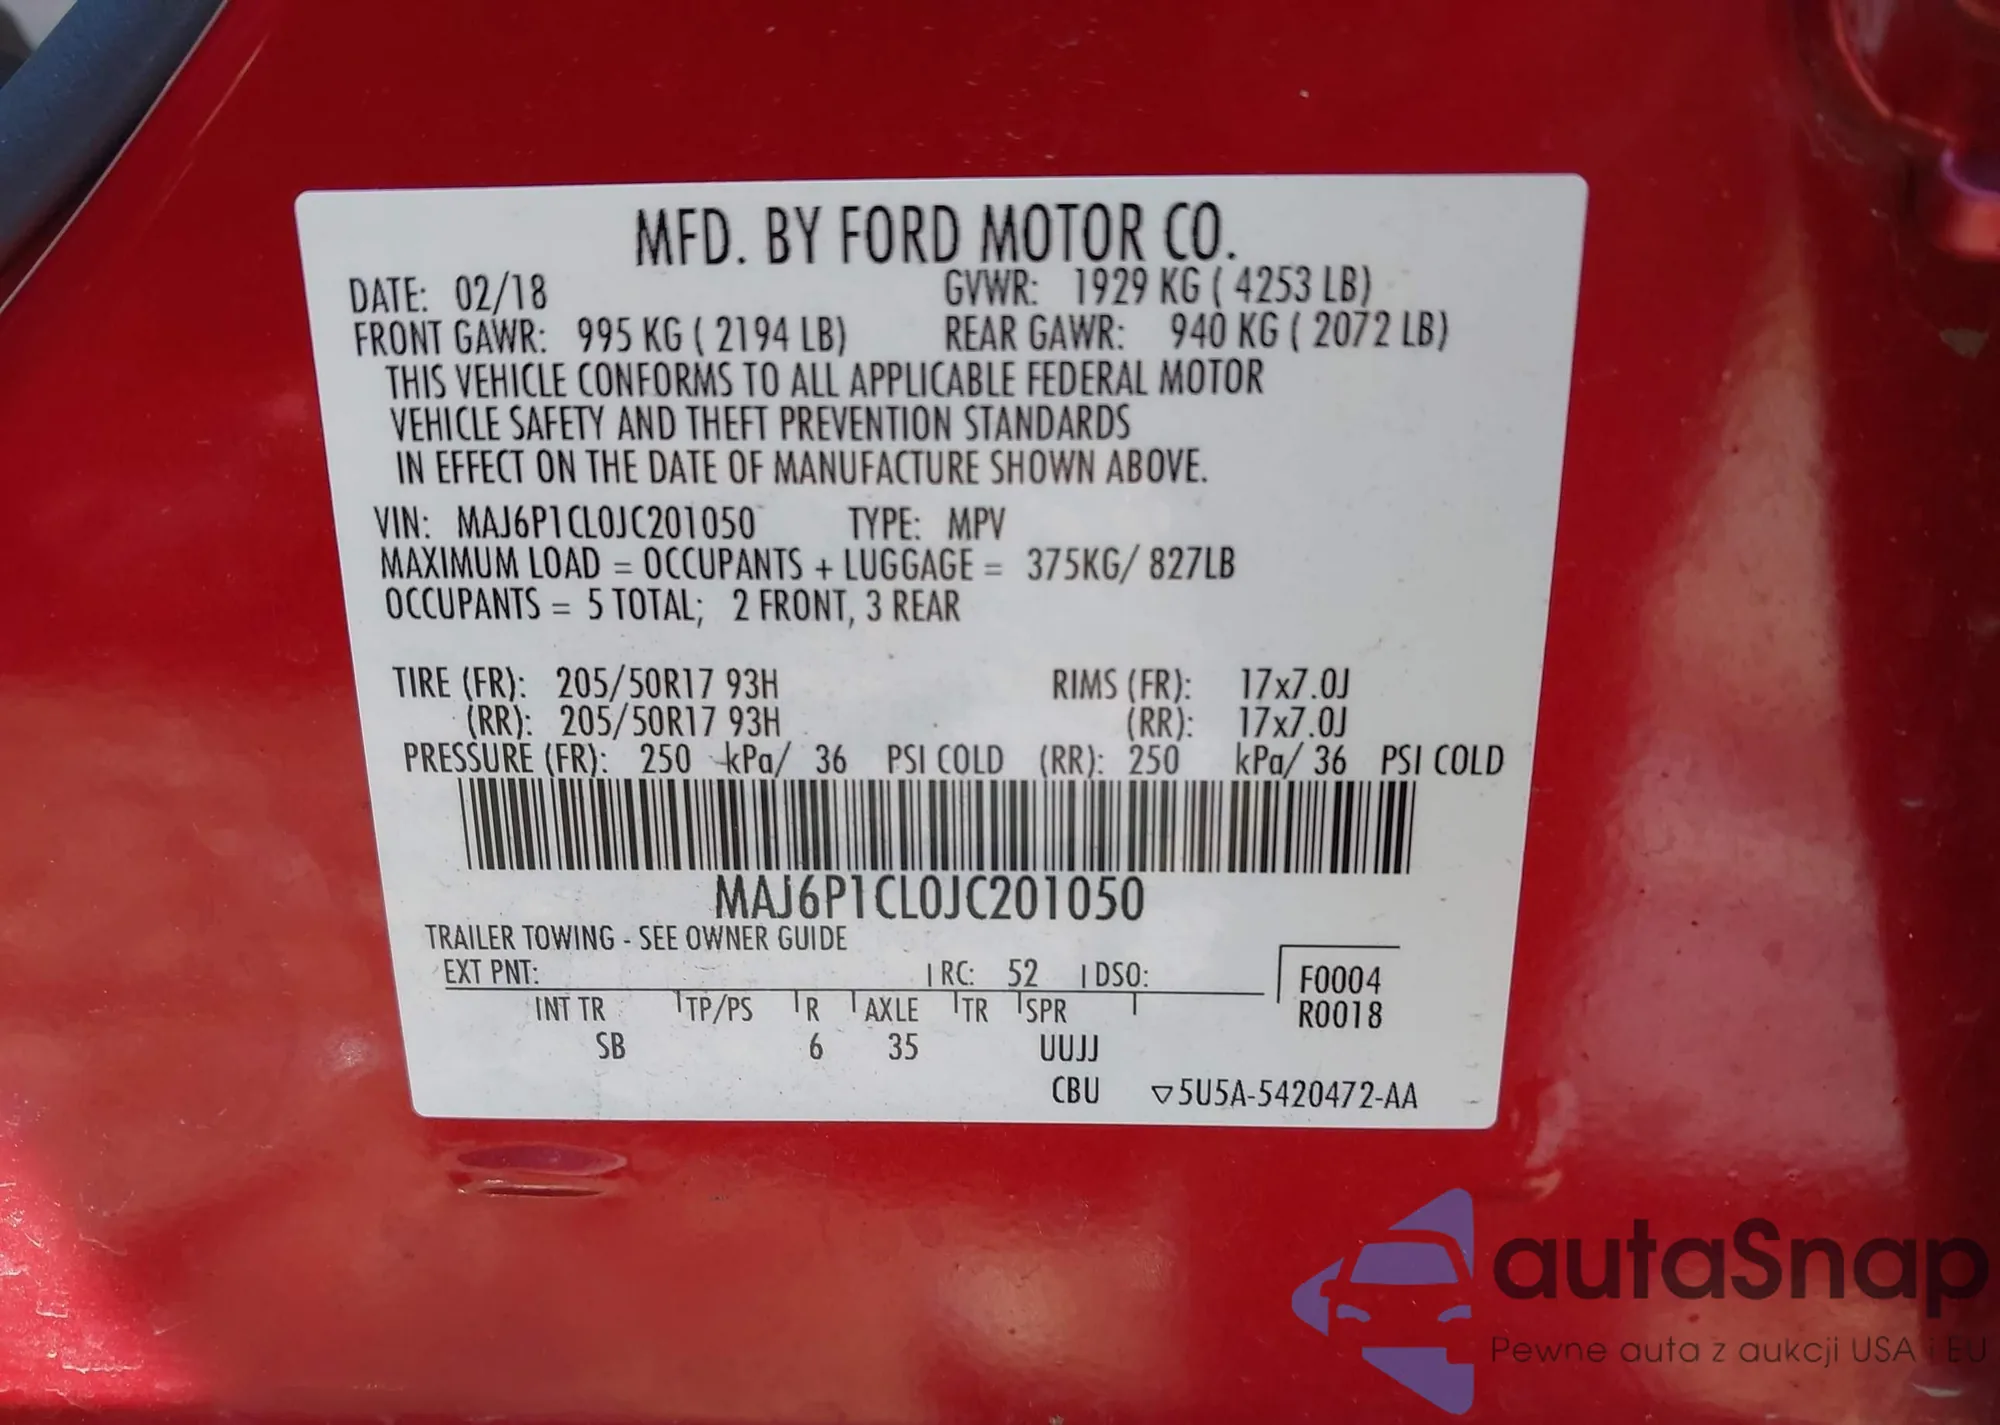 MFD. BY FORD MOTOR CO.
DATE: 02/18 GVWR: 1929 KG ( 4253 LB)
FRONT GAWR: 995 KG ( 2194 LB) REAR GAWR: 940 KG ( 2072 LB)
THIS VEHICLE CONFORMS TO ALL APPLICABLE FEDERAL MOTOR
VEHICLE SAFETY AND THEFT PREVENTION STANDARDS
IN EFFECT ON THE DATE OF MANUFACTURE SHOWN ABOVE.
VIN: MAJ6P1CL0JC201050 TYPE: MPV
MAXIMUM LOAD = OCCUPANTS + LUGGAGE = 375KG/ 827LB
OCCUPANTS = 5 TOTAL; 2 FRONT, 3 REAR
TIRE (FR): 205/50R17 93H RIMS (FR): 17x7.0J
(RR): 205/50R17 93H (RR): 17x7.0J
PRESSURE (FR): 250 kPa/ 36 PSI COLD (RR): 250 kPa/ 36 PSI COLD
MAJ6P1CL0JC201050
TRAILER TOWING - SEE OWNER GUIDE
EXT PNT: RC: 52 DSO: F0004
INT TR TP/PS R AXLE TR SPR R0018
SB 6 35 UUJJ
CBU ▽5U5A-5420472-AA
autaSnap
Pewne auta z aukcji USA i EU